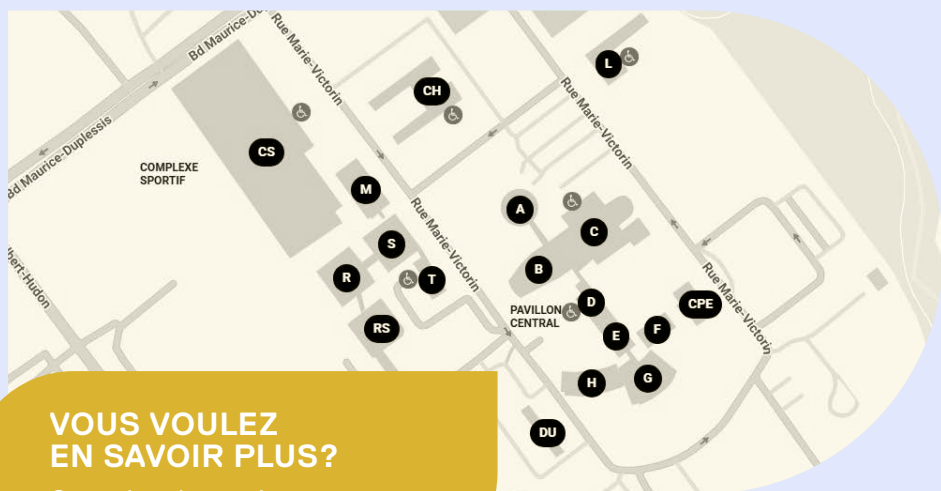 Bd Maurice-Du
Rue Marie-Victorin
L
CH
Rue Marie-Victorin
Bd Maurice-Duplessis
CS
COMPLEXE
SPORTIF
M
A
Rue Marie-Victorin
C
S
B
R
T
Rue Marie-Victorin
D
CPE
PAVILLON
CENTRAL
RS
E
F
G
H
DU
VOUS VOULEZ
EN SAVOIR PLUS?